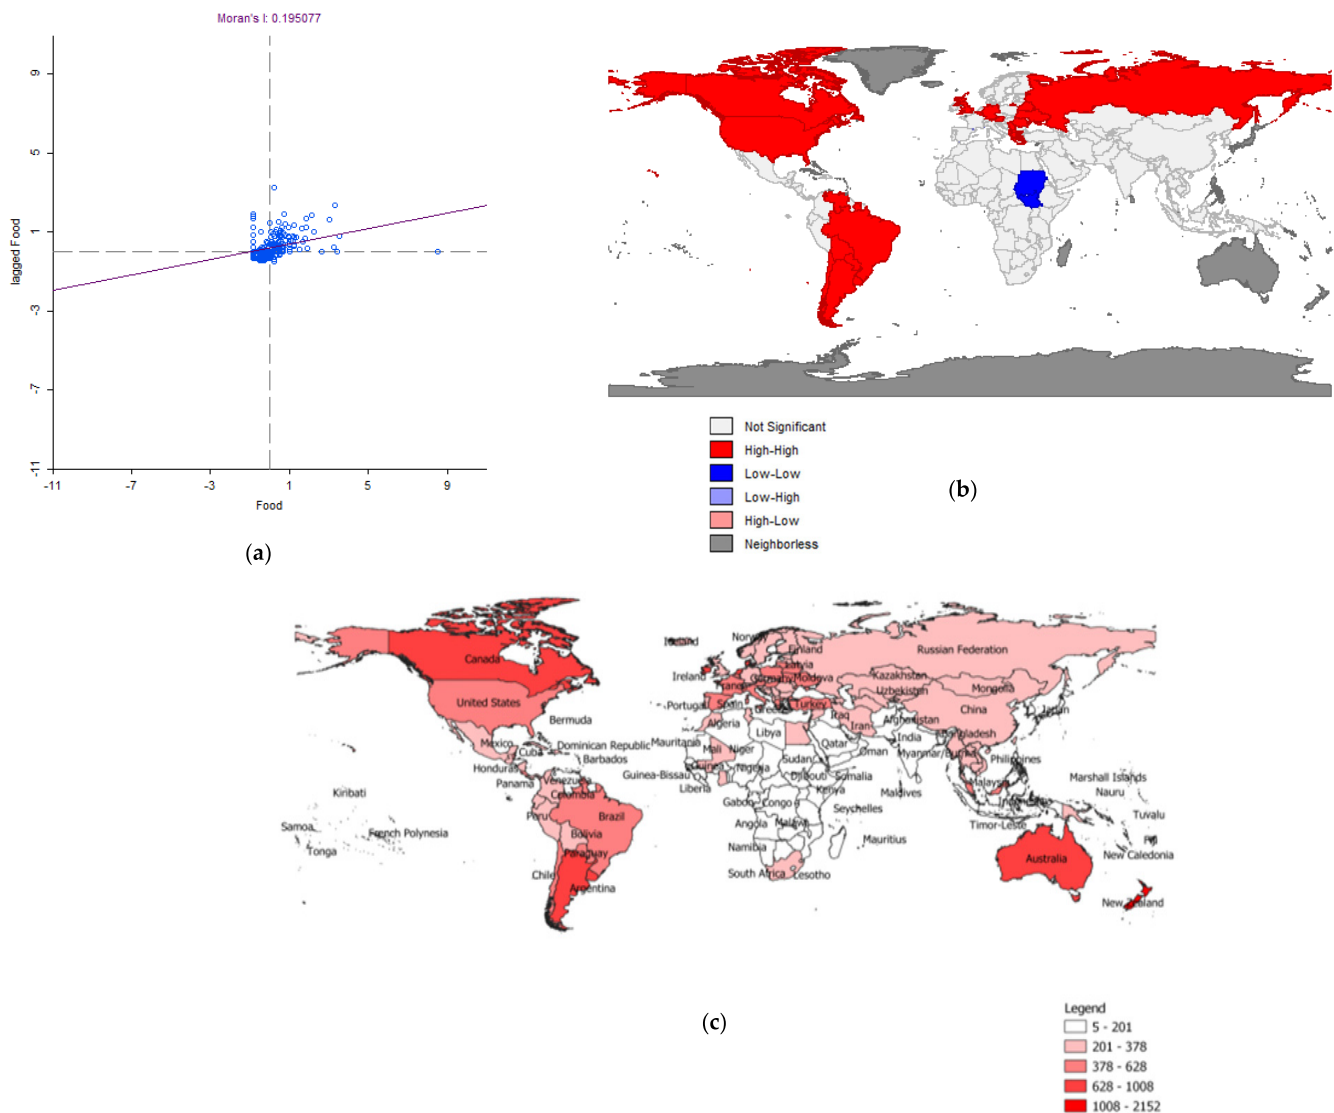 Moran's I: 0.195077
9
5
1
-3
-7
-11
lagged Food
-11
-7
-3
1
5
9
Food
(a)
Not Significant
High-High
Low-Low
Low-High
High-Low
Neighborless
(b)
Iceland
Norway
Finland
Russian Federation
Canada
Latvia
Ireland
Germany
Moldova
Kazakhstan
France
Uzbekistan
Mongolia
United States
Portugal
Spain
Greece
Turkey
China
Japan
Bermuda
Algeria
Iraq
Iran
Afghanistan
Libya
India
Bangladesh
Mexico
Cuba
Dominican Republic
Mauritania
Qatar
Oman
Myanmar/Burma
Philippines
Barbados
Mali
Niger
Sudan
Honduras
Guinea
Nigeria
Guinea-Bissau
Djibouti
Somalia
Malaysia
Marshall Islands
Panama
Venezuela
Liberia
Kenya
Maldives
Nauru
Kiribati
Colombia
Gabon
Congo
Seychelles
Indonesia
Tuvalu
Peru
Brazil
Angola
Malawi
Timor-Leste
Samoa
French Polynesia
Bolivia
Mauritius
Fiji
Tonga
Paraguay
Namibia
Australia
New Caledonia
Chile
Argentina
South Africa
Lesotho
New Zealand
(c)
Legend
5 - 201
201 - 378
378 - 628
628 - 1008
1008 - 2152